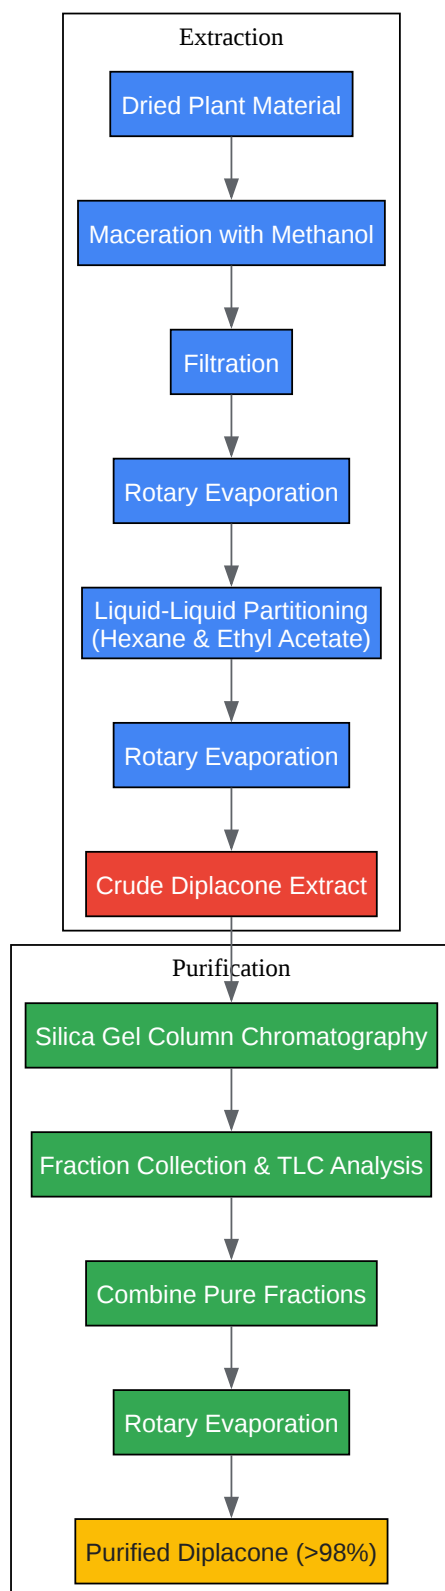 Extraction
Dried Plant Material
Maceration with Methanol
Filtration
Rotary Evaporation
Liquid-Liquid Partitioning
(Hexane & Ethyl Acetate)
Rotary Evaporation
Crude Diplacone Extract
Purification
Silica Gel Column Chromatography
Fraction Collection & TLC Analysis
Combine Pure Fractions
Rotary Evaporation
Purified Diplacone (>98%)